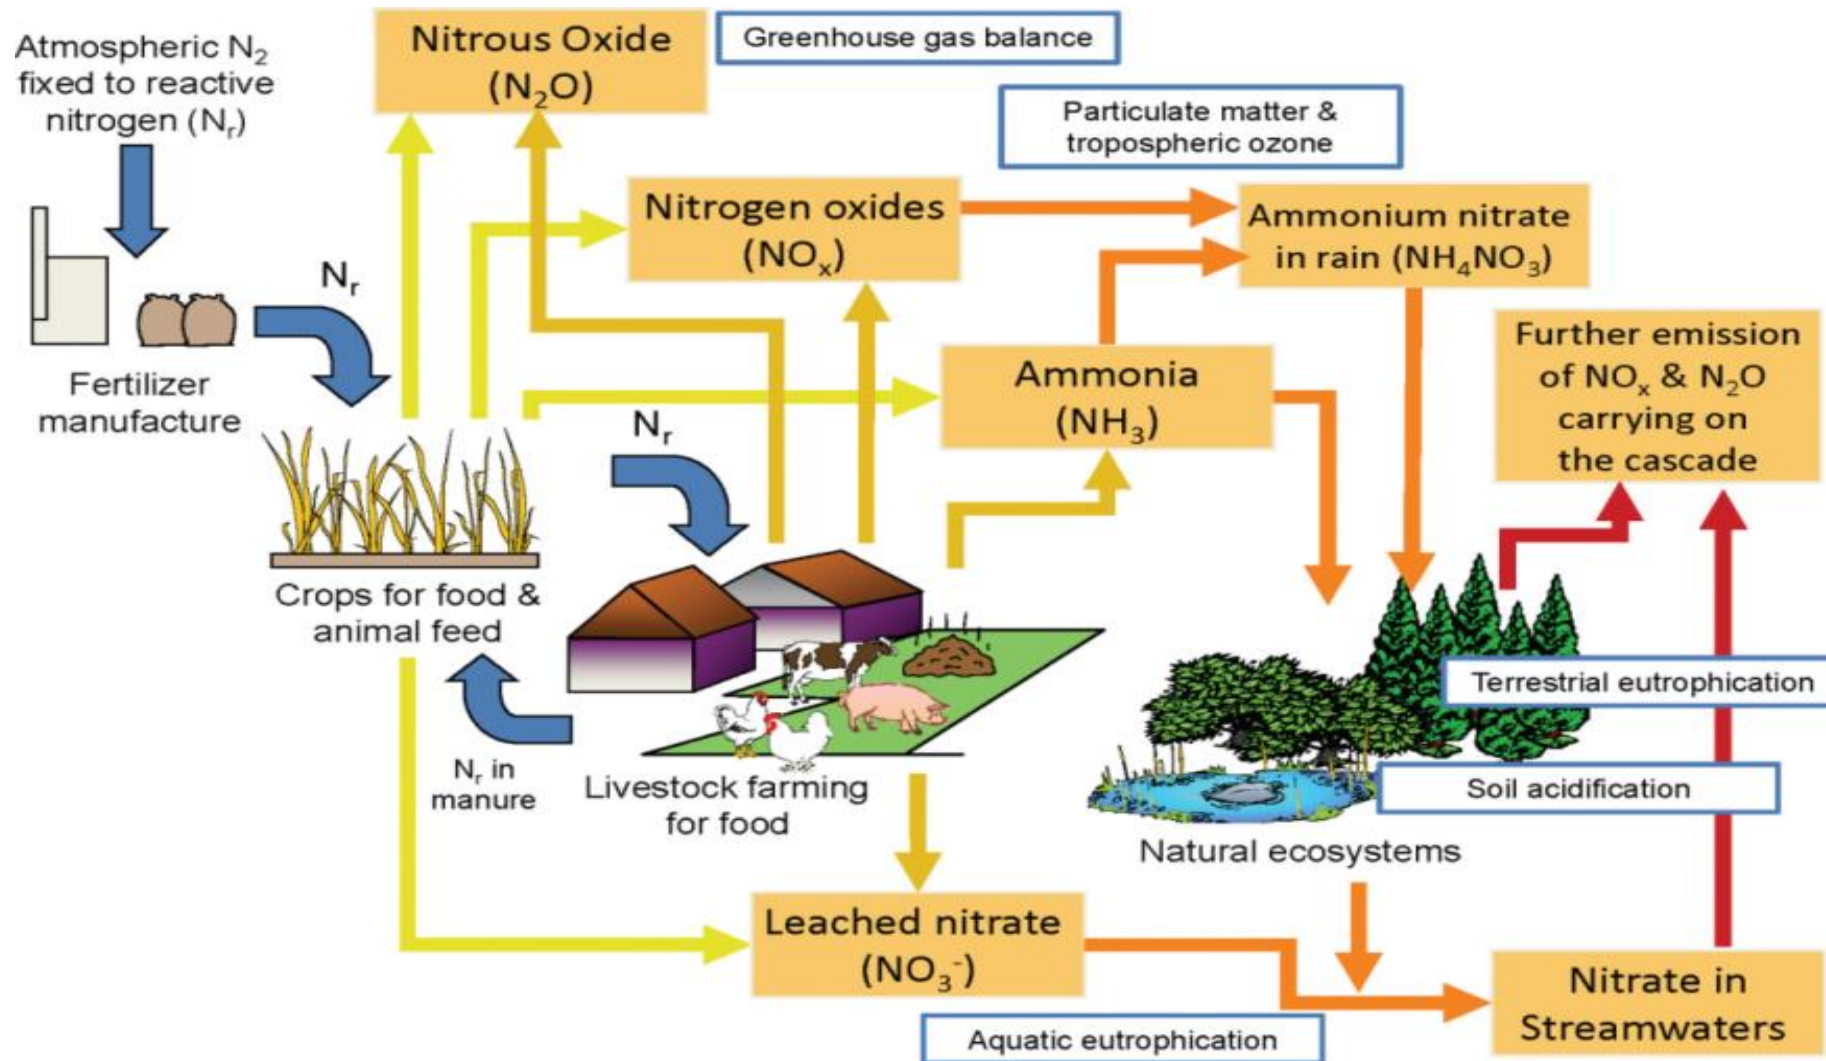 Atmospheric N₂
fixed to reactive
nitrogen (Nᵣ)
Nitrous Oxide
(N₂O)
Greenhouse gas balance
Particulate matter &
tropospheric ozone
Nitrogen oxides
(NOₓ)
Ammonium nitrate
in rain (NH₄NO₃)
Nᵣ
Fertilizer
manufacture
Ammonia
(NH₃)
Further emission
of NOₓ & N₂O
carrying on
the cascade
Nᵣ
Crops for food &
animal feed
Terrestrial eutrophication
Nᵣ in
manure
Livestock farming
for food
Soil acidification
Natural ecosystems
Leached nitrate
(NO₃⁻)
Nitrate in
Streamwaters
Aquatic eutrophication